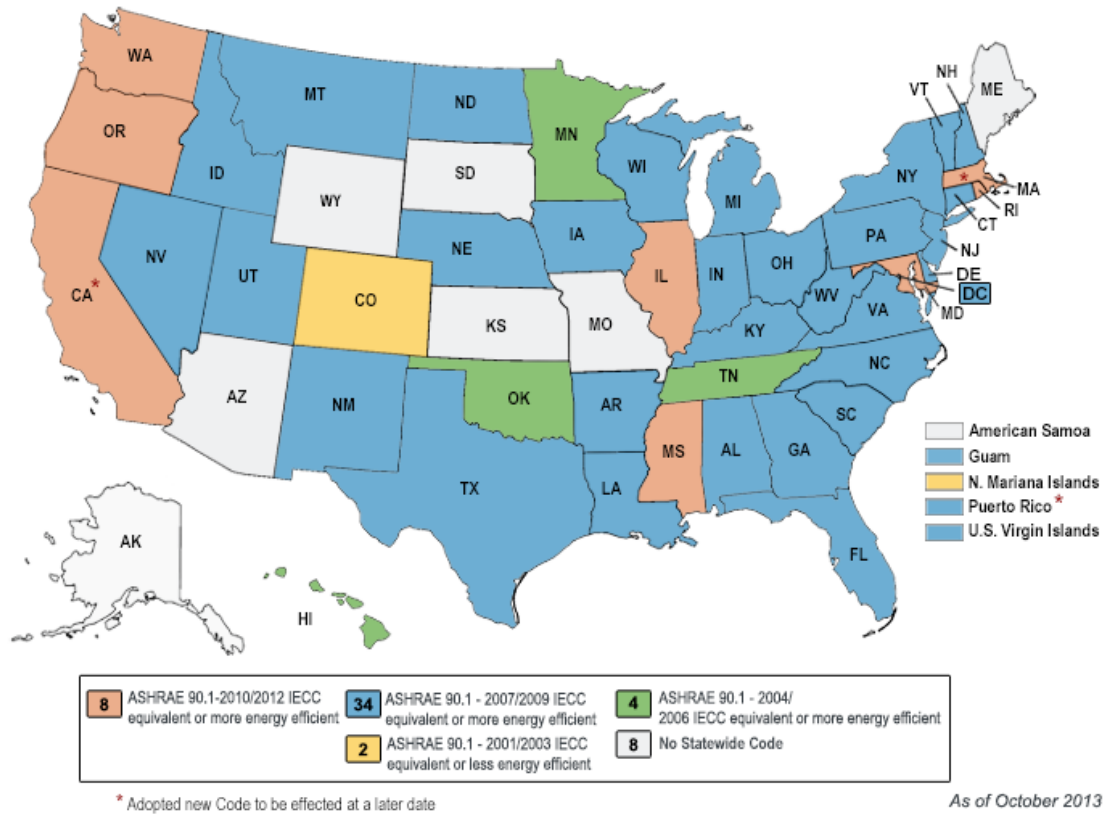 WA
OR
CA*
ID
NV
MT
WY
UT
AZ
CO
NM
ND
SD
NE
KS
OK
TX
MN
IA
MO
AR
LA
WI
IL
MS
MI
IN
OH
KY
TN
AL
GA
FL
SC
NC
VA
WV
PA
NY
VT
NH
ME
*
MA
RI
CT
NJ
DE
DC
MD
AK
HI
American Samoa
Guam
N. Mariana Islands
Puerto Rico*
U.S. Virgin Islands
8
ASHRAE 90.1-2010/2012 IECC
equivalent or more energy efficient
34
ASHRAE 90.1 - 2007/2009 IECC
equivalent or more energy efficient
4
ASHRAE 90.1 - 2004/
2006 IECC equivalent or more energy efficient
2
ASHRAE 90.1 - 2001/2003 IECC
equivalent or less energy efficient
8
No Statewide Code
* Adopted new Code to be effected at a later date
As of October 2013